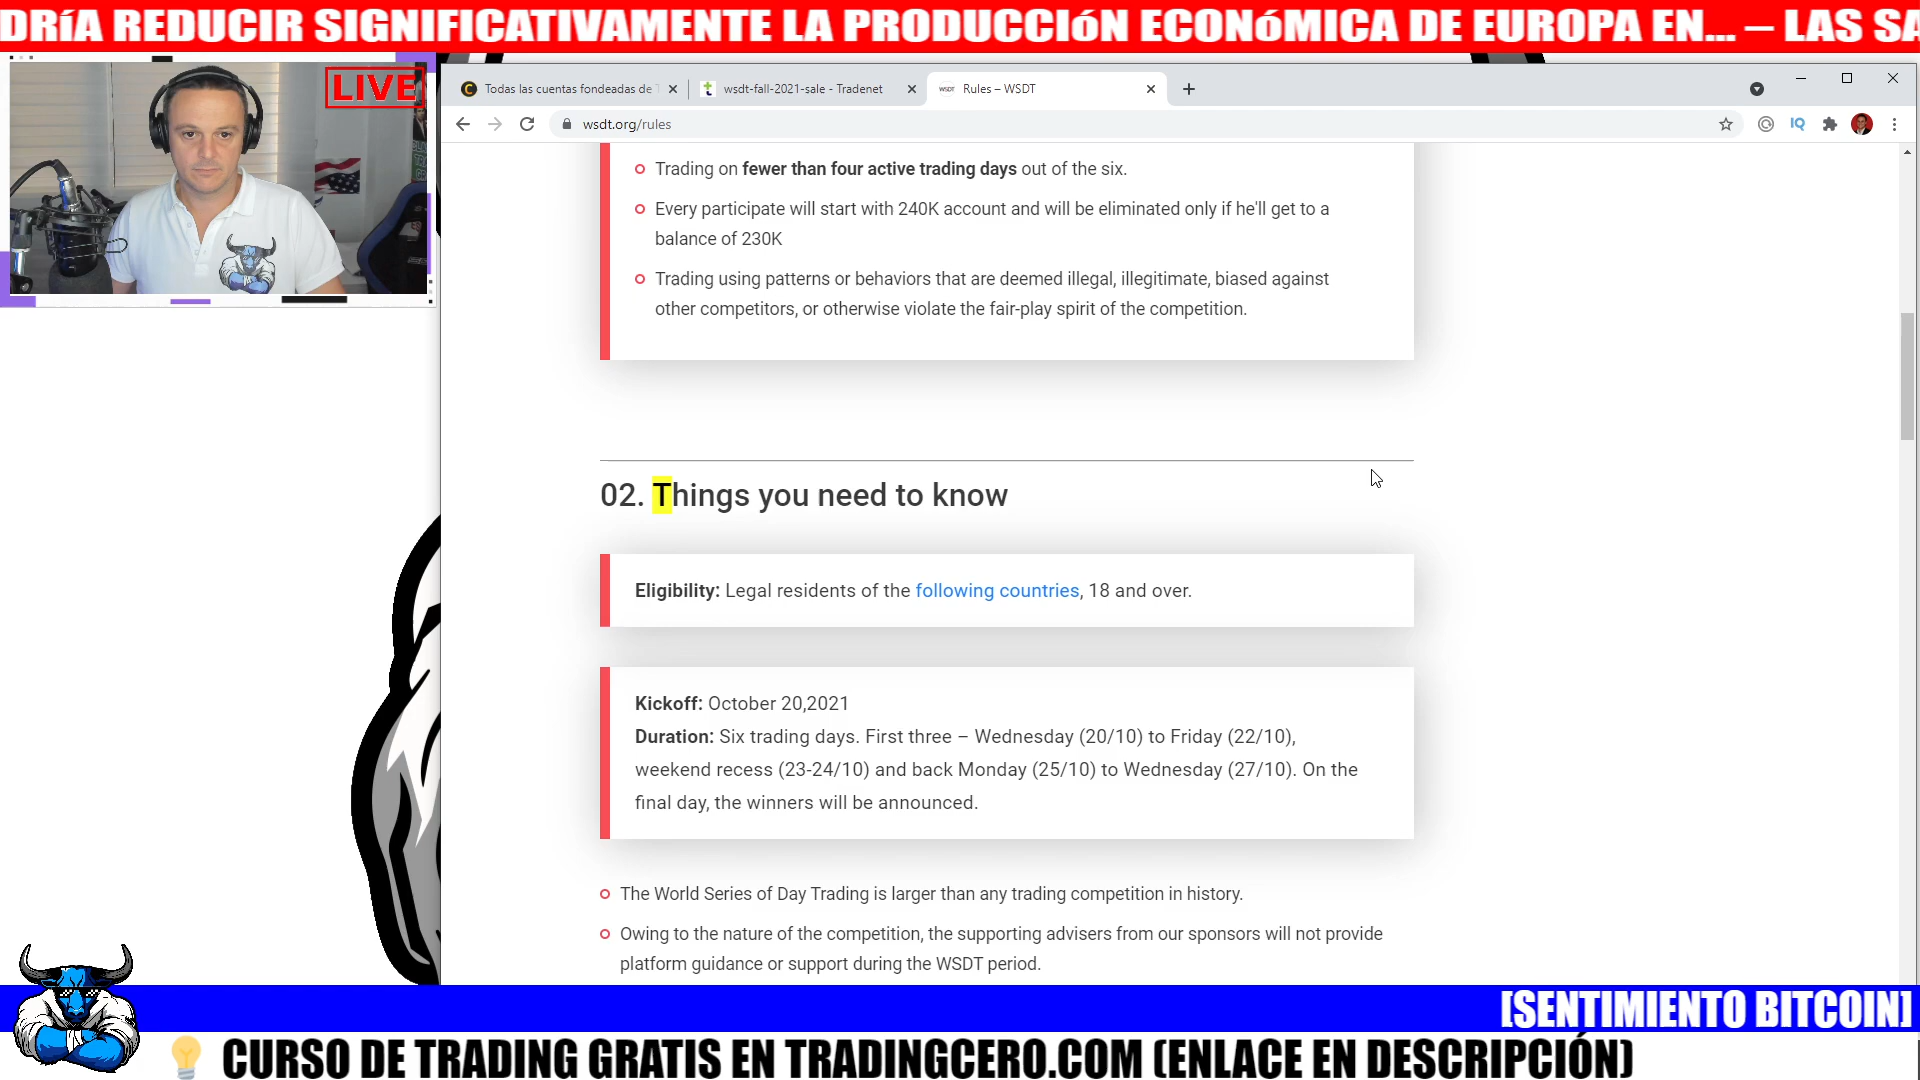 DRíA REDUCIR SIGNIFICATIVAMENTE LA PRODUCCIóN ECONóMICA DE EUROPA EN... – LAS SA
LIVE
Todas las cuentas fondeadas de
wsdt-fall-2021-sale - Tradenet
WSDT
Rules – WSDT
wsdt.org/rules
IQ
Trading on fewer than four active trading days out of the six.
Every participate will start with 240K account and will be eliminated only if he'll get to a
balance of 230K
Trading using patterns or behaviors that are deemed illegal, illegitimate, biased against
other competitors, or otherwise violate the fair-play spirit of the competition.
02. Things you need to know
Eligibility: Legal residents of the following countries, 18 and over.
Kickoff: October 20,2021
Duration: Six trading days. First three – Wednesday (20/10) to Friday (22/10),
weekend recess (23-24/10) and back Monday (25/10) to Wednesday (27/10). On the
final day, the winners will be announced.
The World Series of Day Trading is larger than any trading competition in history.
Owing to the nature of the competition, the supporting advisers from our sponsors will not provide
platform guidance or support during the WSDT period.
[SENTIMIENTO BITCOIN]
CURSO DE TRADING GRATIS EN TRADINGCERO.COM (ENLACE EN DESCRIPCIÓN)